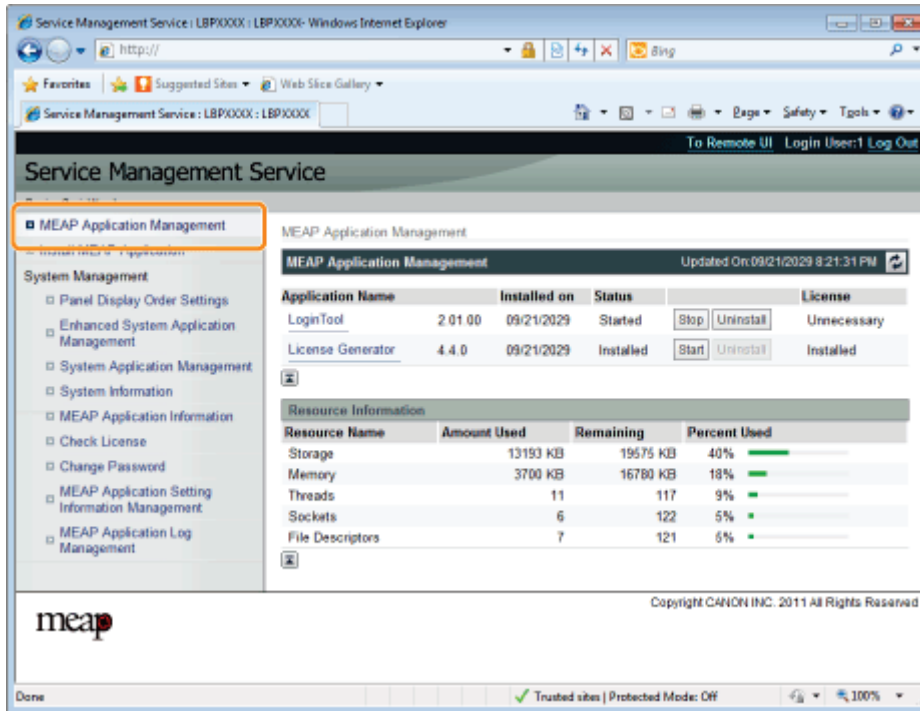 Service Management Service : LBPXXXX : LBPXXXX- Windows Internet Explorer
http://
Bing
Favorites Suggested Sites Web Slice Gallery
Service Management Service : LBPXXXX : LBPXXXX Page Safety Tools
To Remote UI Login User:1 Log Out
Service Management Service
MEAP Application Management
Install MEAP Application
System Management
Panel Display Order Settings
Enhanced System Application
Management
System Application Management
System Information
MEAP Application Information
Check License
Change Password
MEAP Application Setting
Information Management
MEAP Application Log
Management
MEAP Application Management
MEAP Application Management Updated On:09/21/2029 8:21:31 PM
Application Name Installed on Status License
LoginTool 2.01.00 09/21/2029 Started Stop Uninstall Unnecessary
License Generator 4.4.0 09/21/2029 Installed Start Uninstall Installed
Resource Information
Resource Name Amount Used Remaining Percent Used
Storage 13193 KB 19575 KB 40%
Memory 3700 KB 16780 KB 18%
Threads 11 117 9%
Sockets 6 122 5%
File Descriptors 7 121 6%
Copyright CANON INC. 2011 All Rights Reserved
meap
Done Trusted sites | Protected Mode: Off 100%